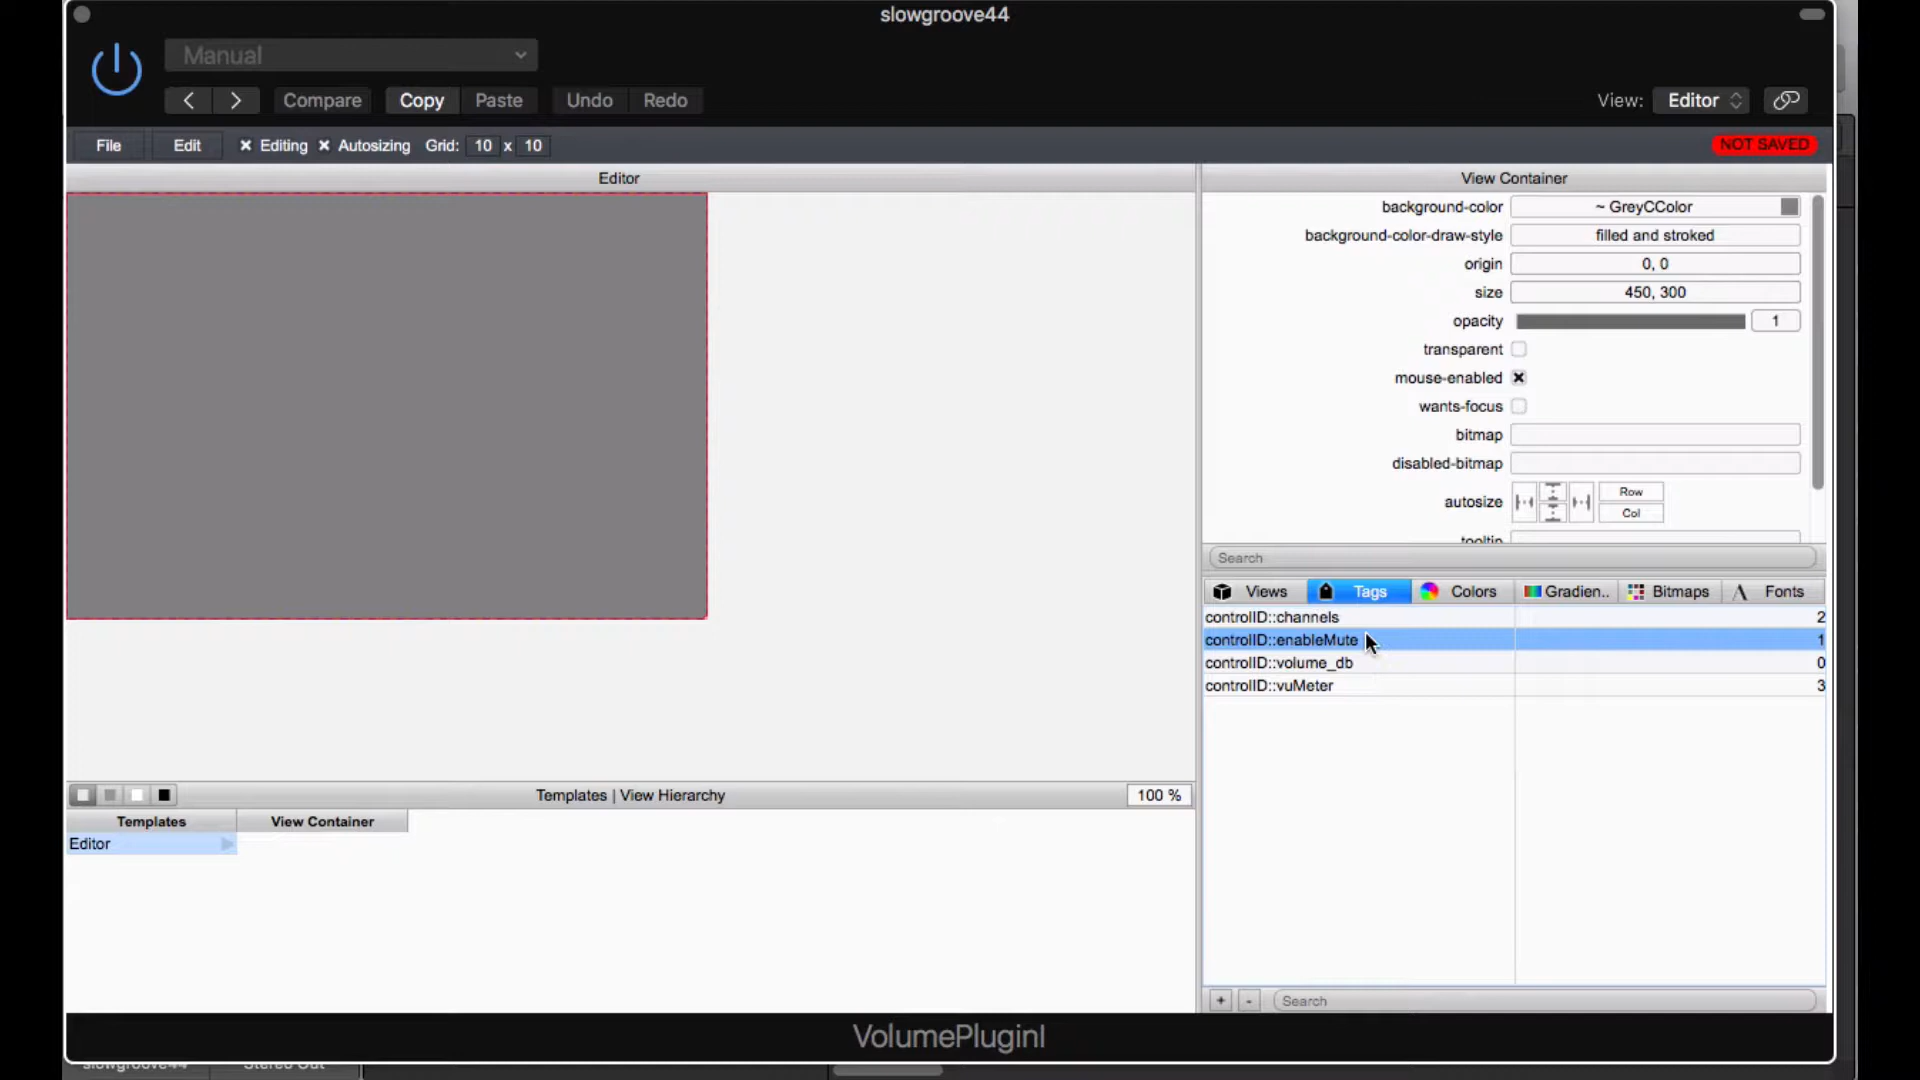 slowgroove44
Manual
Compare Copy Paste Undo Redo
View: Editor
File Edit Editing Autosizing Grid: 10 x 10
NOT SAVED
Editor
View Container
background-color ~ GreyCColor
background-color-draw-style filled and stroked
origin 0, 0
size 450, 300
opacity 1
transparent
mouse-enabled
wants-focus
bitmap
disabled-bitmap
autosize Row
Col
tooltip
Search
Views Tags Colors Gradien.. Bitmaps Fonts
controlID::channels 2
controlID::enableMute 1
controlID::volume_db 0
controlID::vuMeter 3
Templates | View Hierarchy 100 %
Templates View Container
Editor
+ - Search
VolumePluginI
slowgroove44 Stereo Out